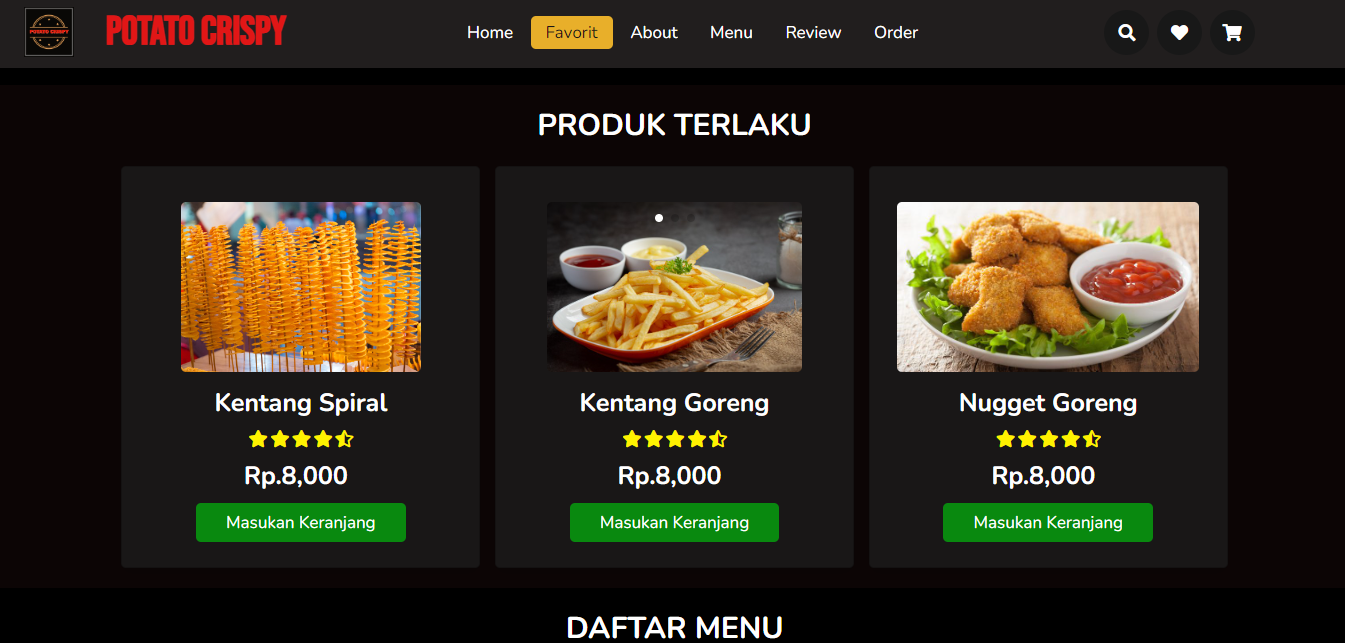 POTATO CRISPY
POTATO CRISPY
Home Favorit About Menu Review Order
PRODUK TERLAKU
Kentang Spiral
Rp.8,000
Masukan Keranjang
Kentang Goreng
Rp.8,000
Masukan Keranjang
Nugget Goreng
Rp.8,000
Masukan Keranjang
DAFTAR MENU